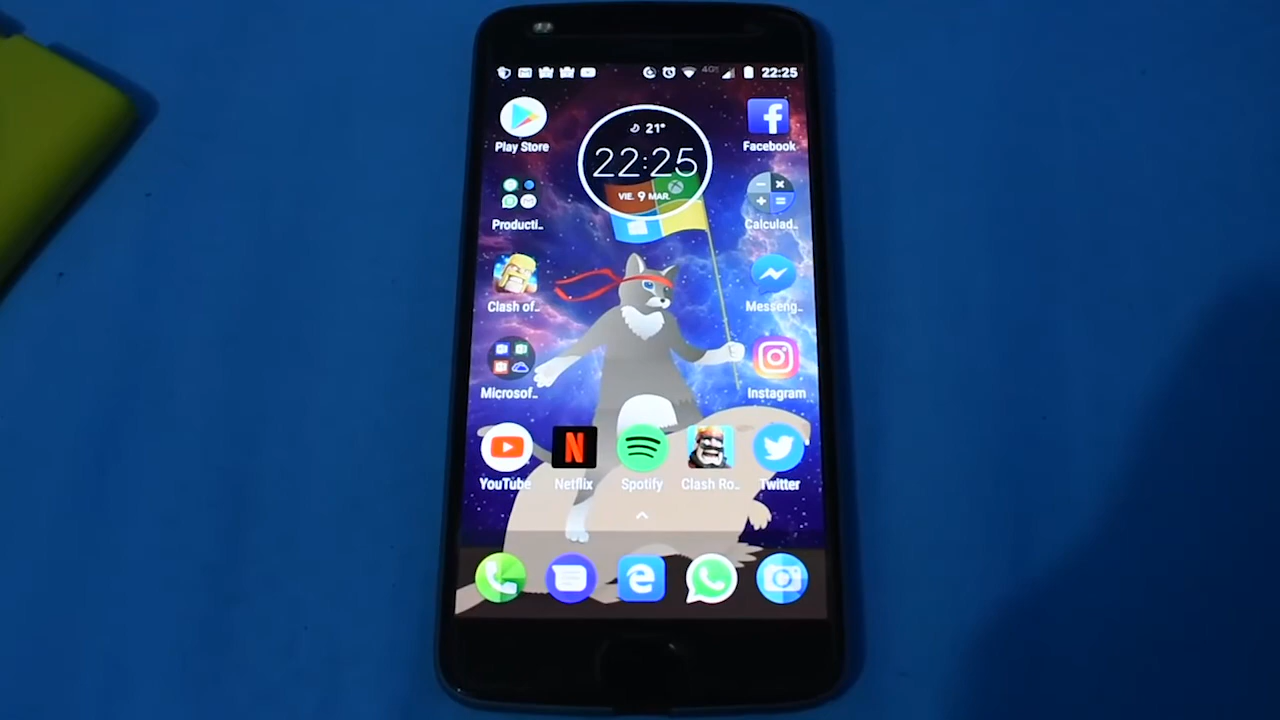 4G 22:25
21°
22:25
VIE. 9 MAR.
Play Store
Facebook
Producti..
Calculad..
Clash of..
Messeng..
Microsof..
Instagram
YouTube Netflix Spotify Clash Ro.. Twitter